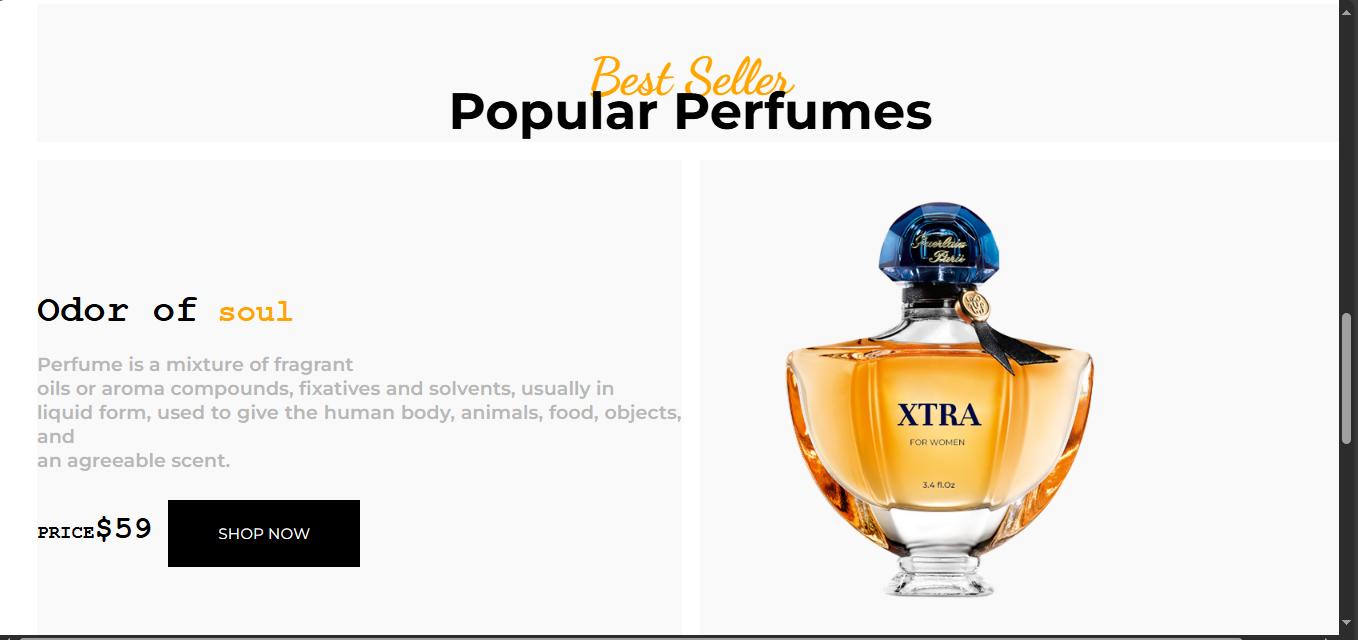 Best Seller
Popular Perfumes
Odor of soul
Perfume is a mixture of fragrant
oils or aroma compounds, fixatives and solvents, usually in
liquid form, used to give the human body, animals, food, objects,
and
an agreeable scent.
PRICE$59
SHOP NOW
Guerlain
Paris
XTRA
FOR WOMEN
3.4 fl.Oz